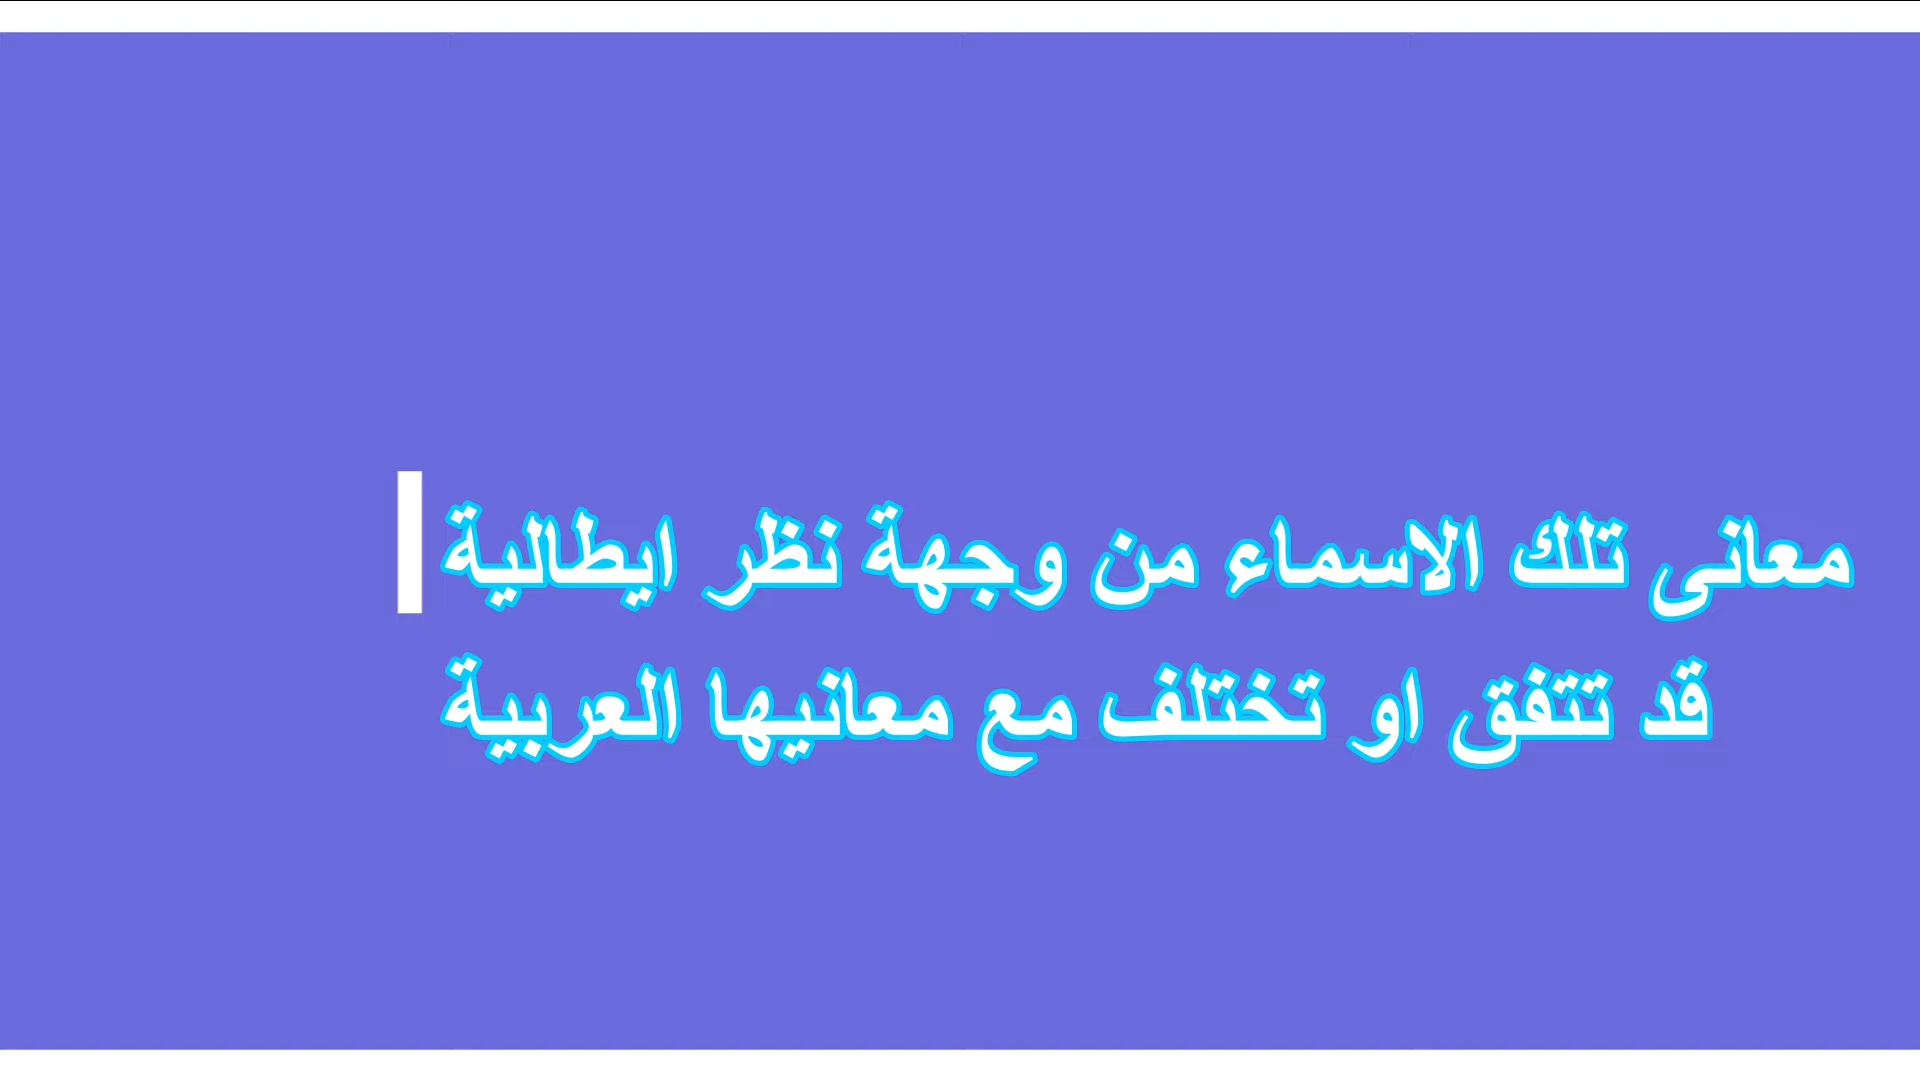 معانى تلك الاسماء من وجهة نظر ايطالية
قد تتفق او تختلف مع معانيها العربية